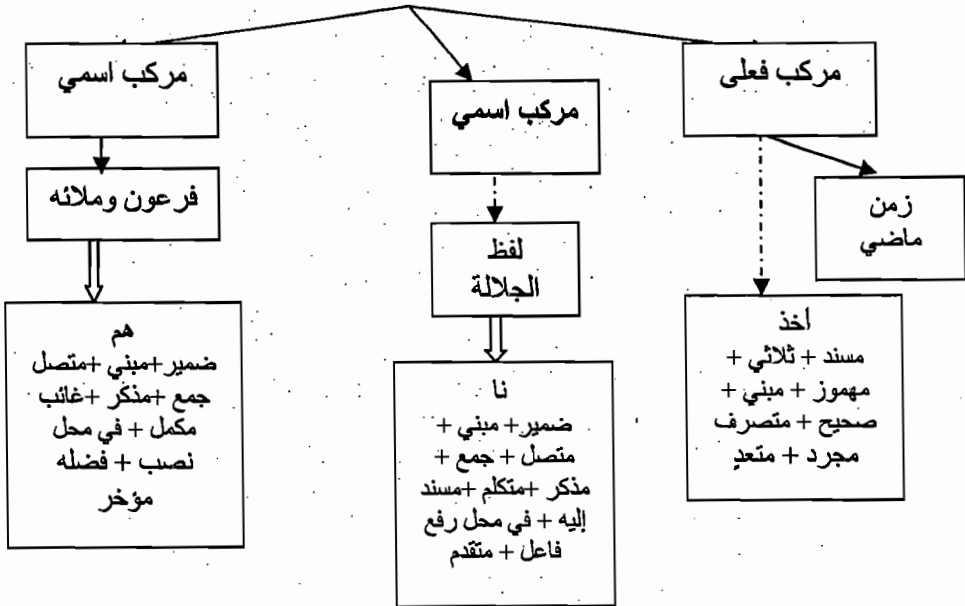 مركب فعلى
زمن
ماضي
أخذ
مسند + ثلاثي +
مهموز + مبني +
صحيح + متصرف
مجرد + متعدٍ
مركب اسمي
لفظ
الجلالة
نا
ضمير+ مبني +
متصل + جمع +
مذكر + متكلم +مسند
إليه + في محل رفع
فاعل + متقدم
مركب اسمي
فرعون وملائه
هم
ضمير+مبني +متصل
جمع +مذكر +غائب
مكمل + في محل
نصب + فضله
مؤخر